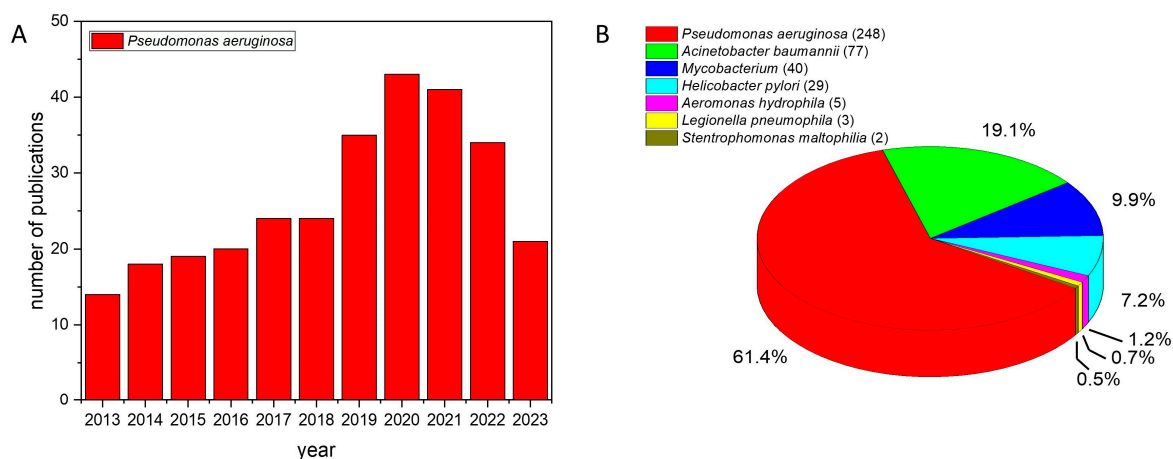 A
50
40
30
20
10
0
number of publications
Pseudomonas aeruginosa
2013 2014 2015 2016 2017 2018 2019 2020 2021 2022 2023
year
B
Pseudomonas aeruginosa (248)
Acinetobacter baumannii (77)
Mycobacterium (40)
Helicobacter pylori (29)
Aeromonas hydrophila (5)
Legionella pneumophila (3)
Stentrophomonas maltophilia (2)
19.1%
9.9%
7.2%
1.2%
0.7%
0.5%
61.4%